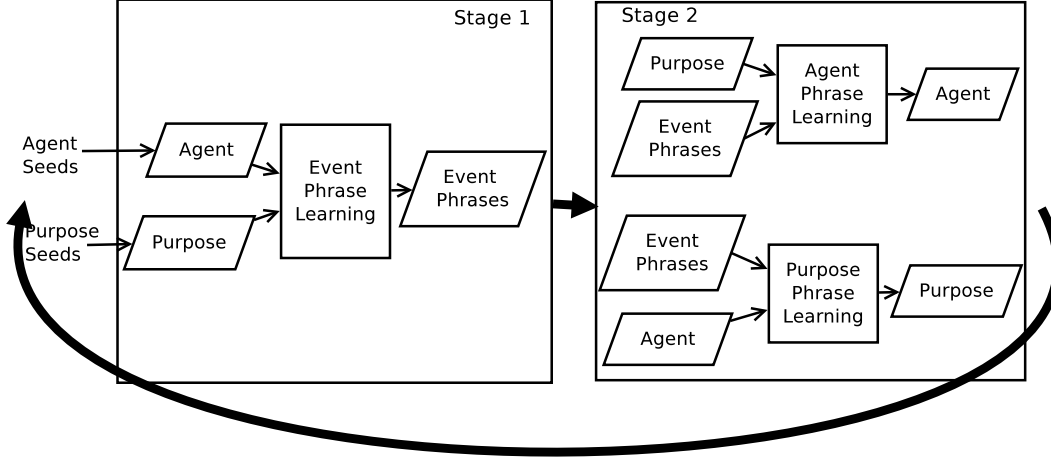 Stage 1
Agent
Seeds
Agent
Purpose
Seeds
Purpose
Event
Phrase
Learning
Event
Phrases
Stage 2
Purpose
Event
Phrases
Agent
Phrase
Learning
Agent
Event
Phrases
Agent
Purpose
Phrase
Learning
Purpose